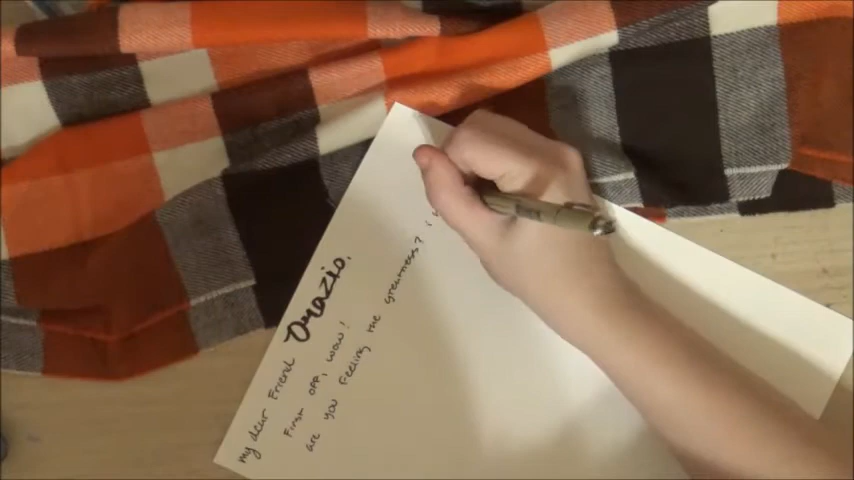 my dear Friend Orazio,
First off, wow!
are you feeling the greatness? i